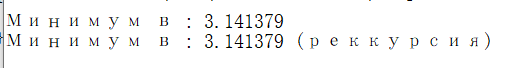 Минимум в : 3.141379
Минимум в : 3.141379 (реккурсия)